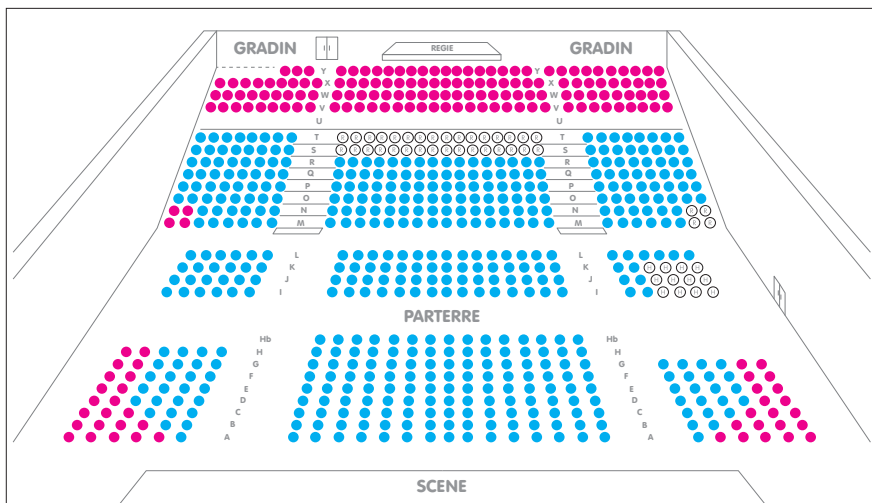 GRADIN REGIE GRADIN
Y Y
X X
W W
V V
U U
T R R R R R R R R R R R R R R R R T
S R R R R R R R R R R R R R R R R S
R R
Q Q
P P
O O
N N R R
M M R R
L L
K K H H H H
J J H H H H
I I H H H H
PARTERRE
Hb Hb
H H
G G
F F
E E
D D
C C
B B
A A
SCENE